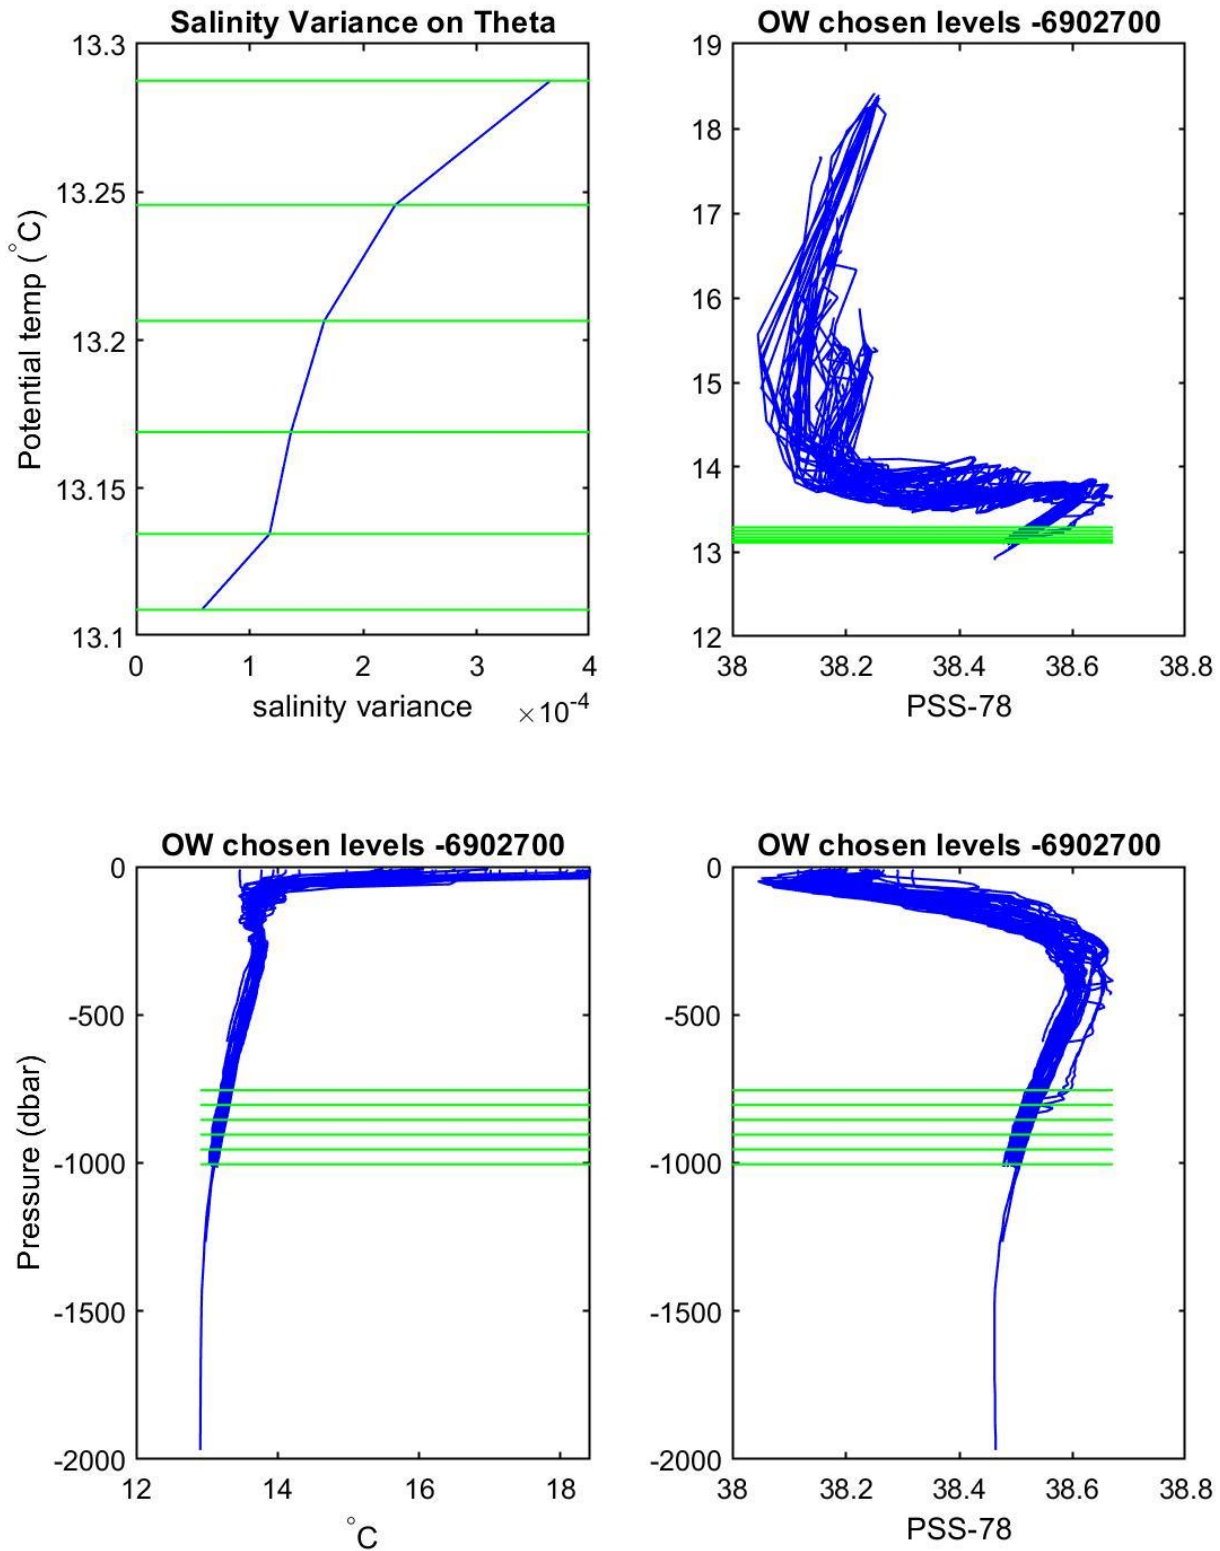 Salinity Variance on Theta
13.3
13.25
13.2
13.15
13.1
Potential temp (°C)
0 1 2 3 4
salinity variance ×10-4
OW chosen levels -6902700
19
18
17
16
15
14
13
12
38 38.2 38.4 38.6 38.8
PSS-78
OW chosen levels -6902700
0
-500
-1000
-1500
-2000
Pressure (dbar)
12 14 16 18
°C
OW chosen levels -6902700
0
-500
-1000
-1500
-2000
38 38.2 38.4 38.6 38.8
PSS-78